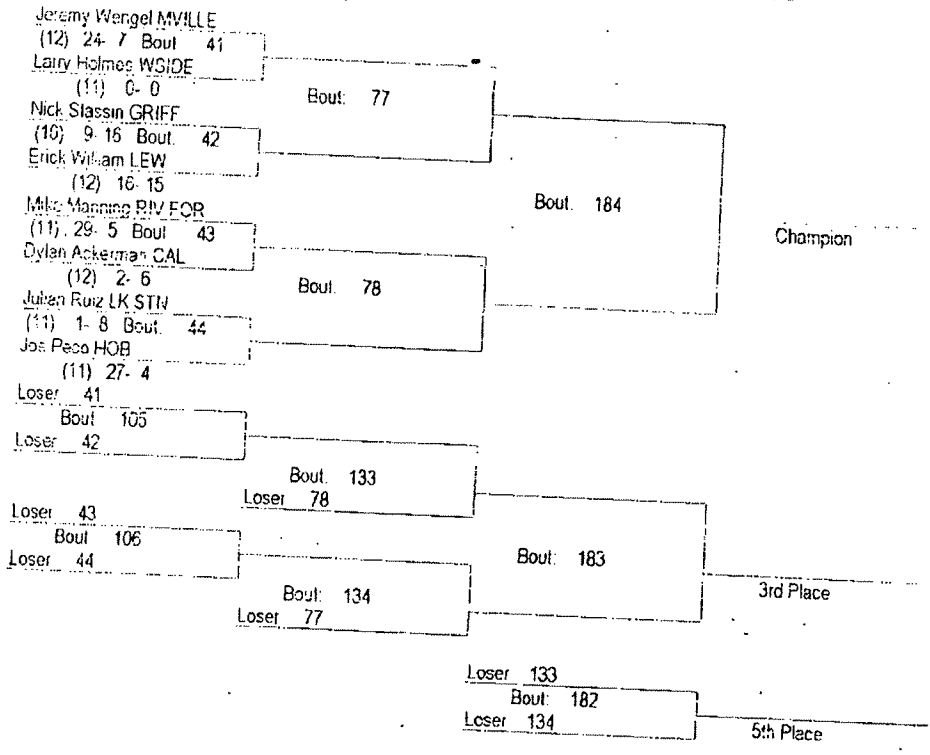 Jeremy Wengel MVILLE
(12) 24- 7 Bout 41
Larry Holmes WSIDE
(11) 0- 0
Bout: 77
Nick Slassin GRIFF
(10) 9- 16 Bout. 42
Erick William LEW
(12) 16- 15
Bout. 184
Mike Manning RIV FOR
(11) 29- 5 Bout 43
Champion
Dylan Ackerman CAL
(12) 2- 6
Bout. 78
Julian Ruiz LK STN
(11) 1- 8 Bout. 44
Joe Peco HOB
(11) 27- 4
Loser 41
Bout 105
Loser 42
Bout. 133
Loser 78
Loser 43
Bout 106
Loser 44
Bout: 183
Bout: 134
Loser 77
3rd Place
Loser 133
Bout: 182
Loser 134
5th Place